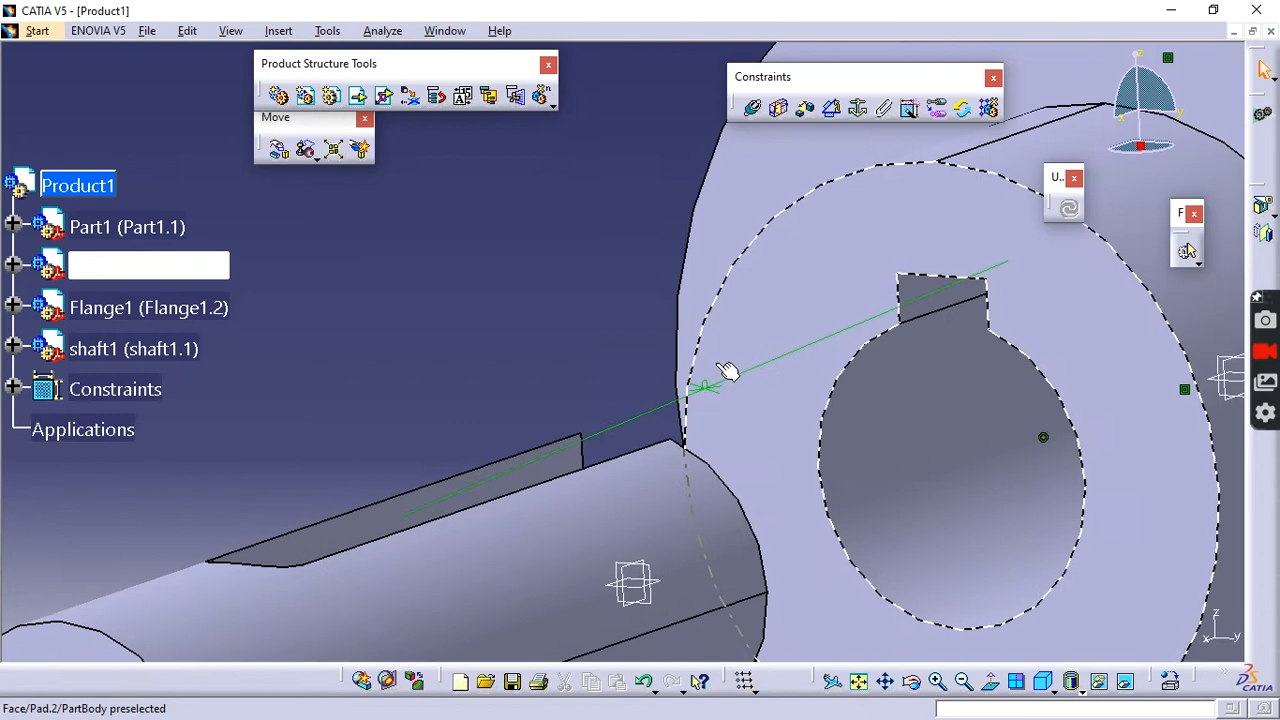 CATIA V5 - [Product1]
Start ENOVIA V5 File Edit View Insert Tools Analyze Window Help
Product Structure Tools
Constraints
Move
U..
F
Product1
Part1 (Part1.1)
Flange1 (Flange1.2)
shaft1 (shaft1.1)
Constraints
Applications
z
x
y
z
x
y
CATIA
Face/Pad.2/PartBody preselected